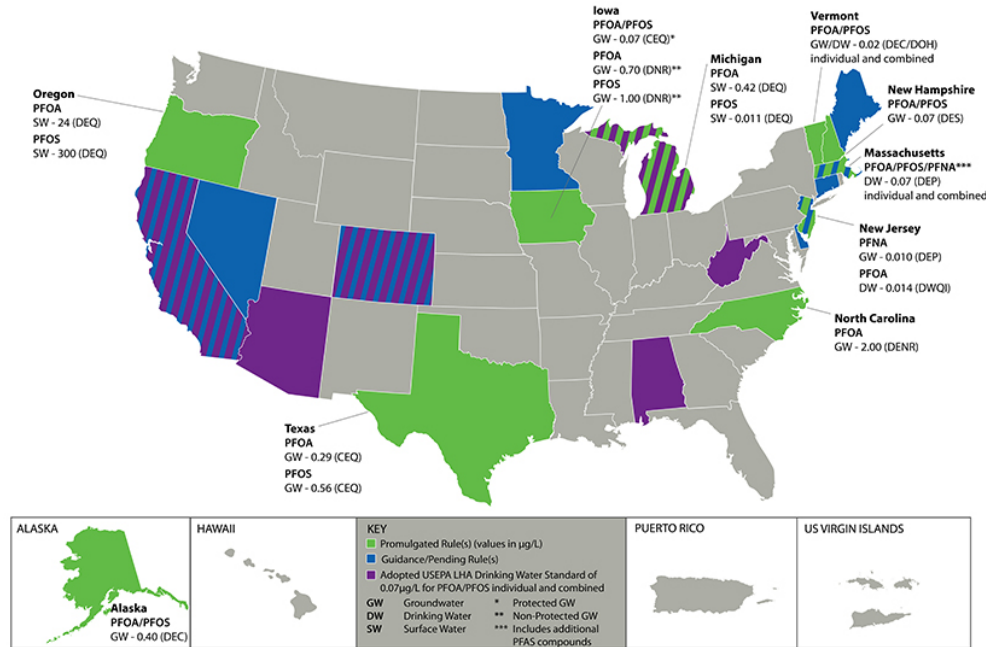 Oregon
PFOA
SW - 24 (DEQ)
PFOS
SW - 300 (DEQ)
Iowa
PFOA/PFOS
GW - 0.07 (CEQ)*
PFOA
GW - 0.70 (DNR)**
PFOS
GW - 1.00 (DNR)**
Michigan
PFOA
SW - 0.42 (DEQ)
PFOS
SW - 0.011 (DEQ)
Vermont
PFOA/PFOS
GW/DW - 0.02 (DEC/DOH)
individual and combined
New Hampshire
PFOA/PFOS
GW - 0.07 (DES)
Massachusetts
PFOA/PFOS/PFNA***
DW - 0.07 (DEP)
individual and combined
New Jersey
PFNA
GW - 0.010 (DEP)
PFOA
DW - 0.014 (DWQI)
North Carolina
PFOA
GW - 2.00 (DENR)
Texas
PFOA
GW - 0.29 (CEQ)
PFOS
GW - 0.56 (CEQ)
ALASKA
Alaska
PFOA/PFOS
GW - 0.40 (DEC)
HAWAII
KEY
Promulgated Rule(s) (values in µg/L)
Guidance/Pending Rule(s)
Adopted USEPA LHA Drinking Water Standard of
0.07µg/L for PFOA/PFOS individual and combined
GW Groundwater * Protected GW
DW Drinking Water ** Non-Protected GW
SW Surface Water *** Includes additional
PFAS compounds
PUERTO RICO
US VIRGIN ISLANDS